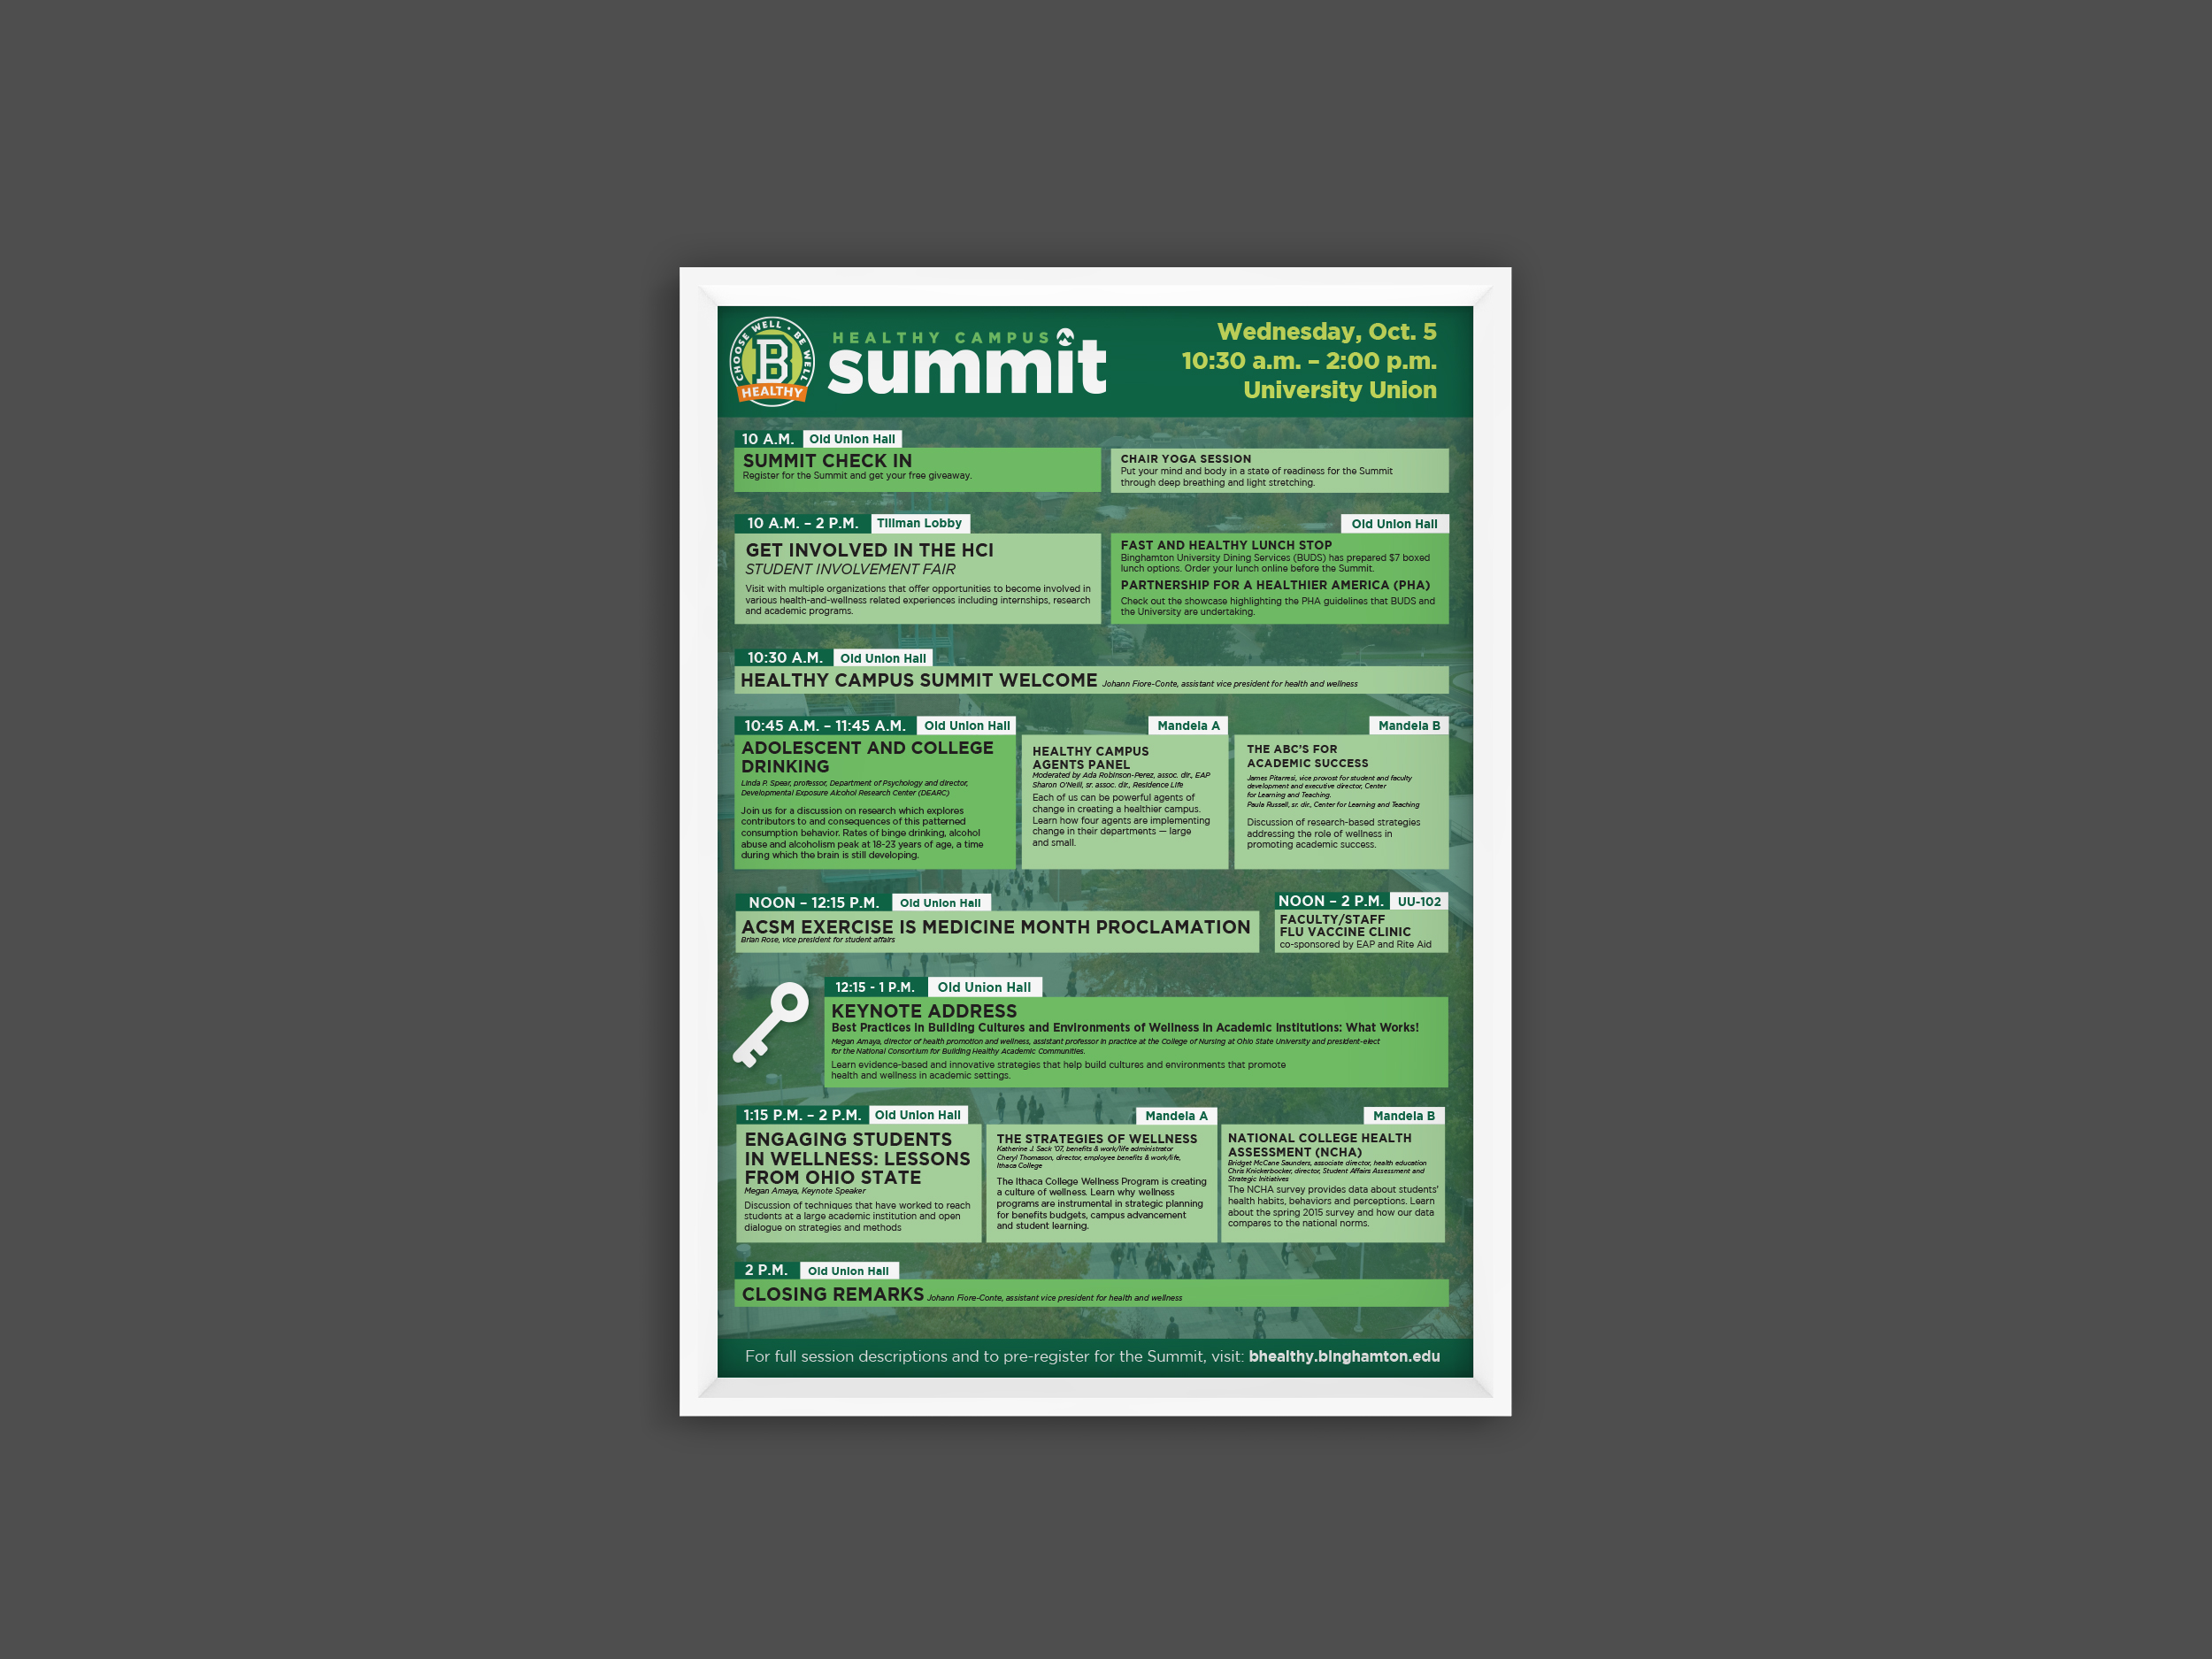 CHOOSE WELL • BE WELL
B
HEALTHY
HEALTHY CAMPUS
summit
Wednesday, Oct. 5
10:30 a.m. – 2:00 p.m.
University Union
10 A.M. Old Union Hall
SUMMIT CHECK IN
Register for the Summit and get your free giveaway.
CHAIR YOGA SESSION
Put your mind and body in a state of readiness for the Summit
through deep breathing and light stretching.
10 A.M. – 2 P.M. Tillman Lobby
GET INVOLVED IN THE HCI
STUDENT INVOLVEMENT FAIR
Visit with multiple organizations that offer opportunities to become involved in
various health-and-wellness related experiences including internships, research
and academic programs.
Old Union Hall
FAST AND HEALTHY LUNCH STOP
Binghamton University Dining Services (BUDS) has prepared $7 boxed
lunch options. Order your lunch online before the Summit.
PARTNERSHIP FOR A HEALTHIER AMERICA (PHA)
Check out the showcase highlighting the PHA guidelines that BUDS and
the University are undertaking.
10:30 A.M. Old Union Hall
HEALTHY CAMPUS SUMMIT WELCOME Johann Fiore-Conte, assistant vice president for health and wellness
10:45 A.M. – 11:45 A.M. Old Union Hall
ADOLESCENT AND COLLEGE
DRINKING
Linda P. Spear, professor, Department of Psychology and director,
Developmental Exposure Alcohol Research Center (DEARC)
Join us for a discussion on research which explores
contributors to and consequences of this patterned
consumption behavior. Rates of binge drinking, alcohol
abuse and alcoholism peak at 18-23 years of age, a time
during which the brain is still developing.
Mandela A
HEALTHY CAMPUS
AGENTS PANEL
Moderated by Ada Robinson-Perez, assoc. dir., EAP
Sharon O'Neill, sr. assoc. dir., Residence Life
Each of us can be powerful agents of
change in creating a healthier campus.
Learn how four agents are implementing
change in their departments — large
and small.
Mandela B
THE ABC'S FOR
ACADEMIC SUCCESS
James Pitarresi, vice provost for student and faculty
development and executive director, Center
for Learning and Teaching.
Paula Russell, sr. dir., Center for Learning and Teaching
Discussion of research-based strategies
addressing the role of wellness in
promoting academic success.
NOON – 12:15 P.M. Old Union Hall
ACSM EXERCISE IS MEDICINE MONTH PROCLAMATION
Brian Rose, vice president for student affairs
NOON – 2 P.M. UU-102
FACULTY/STAFF
FLU VACCINE CLINIC
co-sponsored by EAP and Rite Aid
12:15 - 1 P.M. Old Union Hall
KEYNOTE ADDRESS
Best Practices in Building Cultures and Environments of Wellness in Academic Institutions: What Works!
Megan Amaya, director of health promotion and wellness, assistant professor in practice at the College of Nursing at Ohio State University and president-elect
for the National Consortium for Building Healthy Academic Communities.
Learn evidence-based and innovative strategies that help build cultures and environments that promote
health and wellness in academic settings.
1:15 P.M. – 2 P.M. Old Union Hall
ENGAGING STUDENTS
IN WELLNESS: LESSONS
FROM OHIO STATE
Megan Amaya, Keynote Speaker
Discussion of techniques that have worked to reach
students at a large academic institution and open
dialogue on strategies and methods
Mandela A
THE STRATEGIES OF WELLNESS
Katherine J. Sack '07, benefits & work/life administrator
Cheryl Thomason, director, employee benefits & work/life,
Ithaca College
The Ithaca College Wellness Program is creating
a culture of wellness. Learn why wellness
programs are instrumental in strategic planning
for benefits budgets, campus advancement
and student learning.
Mandela B
NATIONAL COLLEGE HEALTH
ASSESSMENT (NCHA)
Bridget McCane Saunders, associate director, health education
Chris Knickerbocker, director, Student Affairs Assessment and
Strategic Initiatives
The NCHA survey provides data about students'
health habits, behaviors and perceptions. Learn
about the spring 2015 survey and how our data
compares to the national norms.
2 P.M. Old Union Hall
CLOSING REMARKS Johann Fiore-Conte, assistant vice president for health and wellness
For full session descriptions and to pre-register for the Summit, visit: bhealthy.binghamton.edu